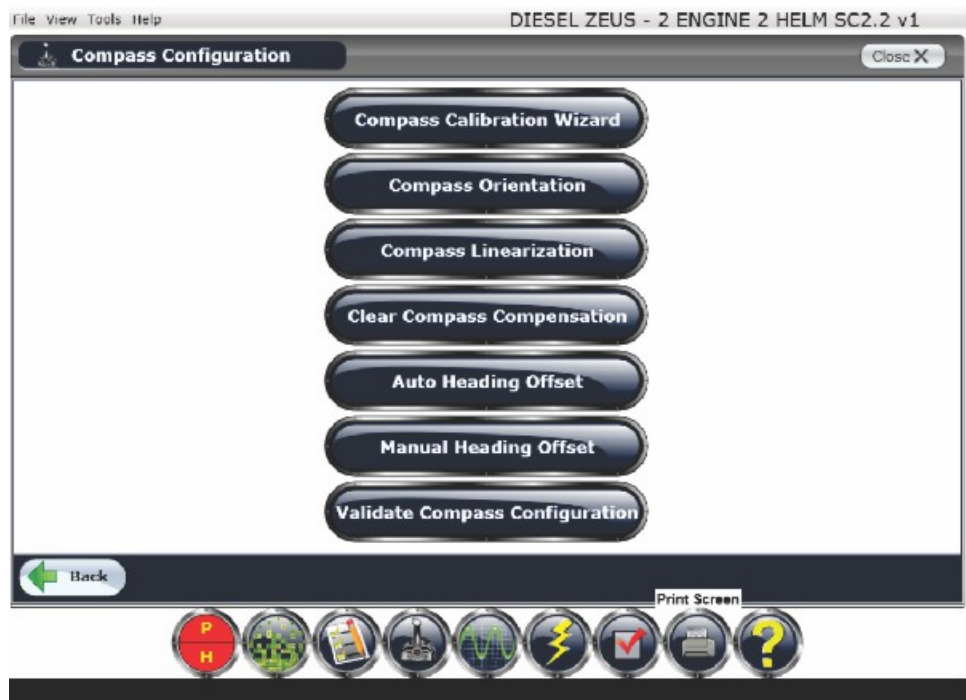 File View Tools Help
DIESEL ZEUS - 2 ENGINE 2 HELM SC2.2 v1
Compass Configuration
Close X
Compass Calibration Wizard
Compass Orientation
Compass Linearization
Clear Compass Compensation
Auto Heading Offset
Manual Heading Offset
Validate Compass Configuration
Back
Print Screen
P
H
?